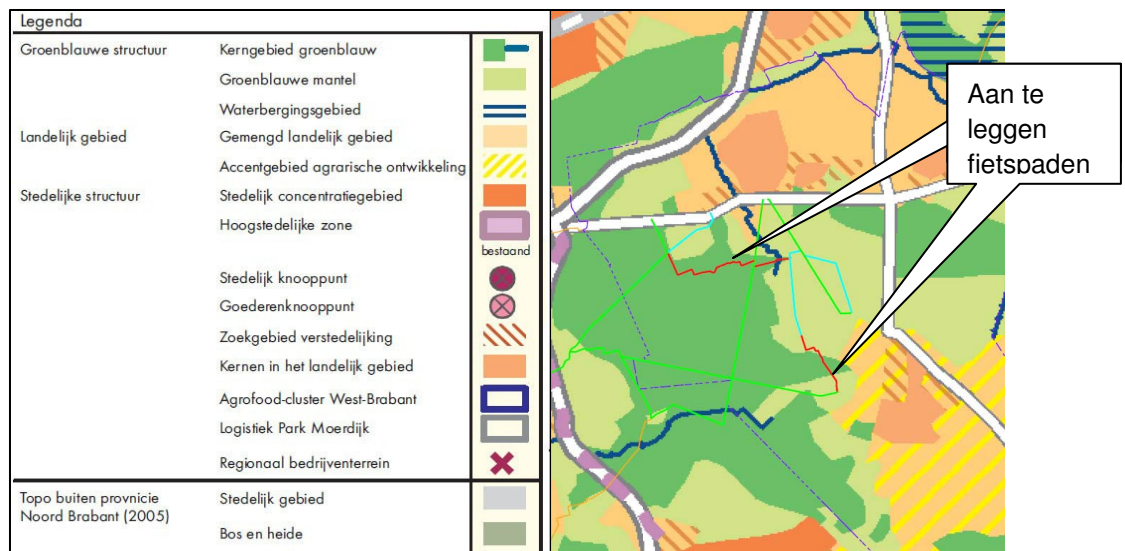 Legenda
Groenblauwe structuur Kerngebied groenblauw
Groenblauwe mantel
Waterbergingsgebied
Landelijk gebied Gemengd landelijk gebied
Accentgebied agrarische ontwikkeling
Stedelijke structuur Stedelijk concentratiegebied
Hoogstedelijke zone
bestaand
Stedelijk knooppunt
Goederenknooppunt
Zoekgebied verstedelijking
Kernen in het landelijk gebied
Agrofood-cluster West-Brabant
Logistiek Park Moerdijk
Regionaal bedrijventerrein
Topo buiten provnicie Stedelijk gebied
Noord Brabant (2005)
Bos en heide
Aan te
leggen
fietspaden